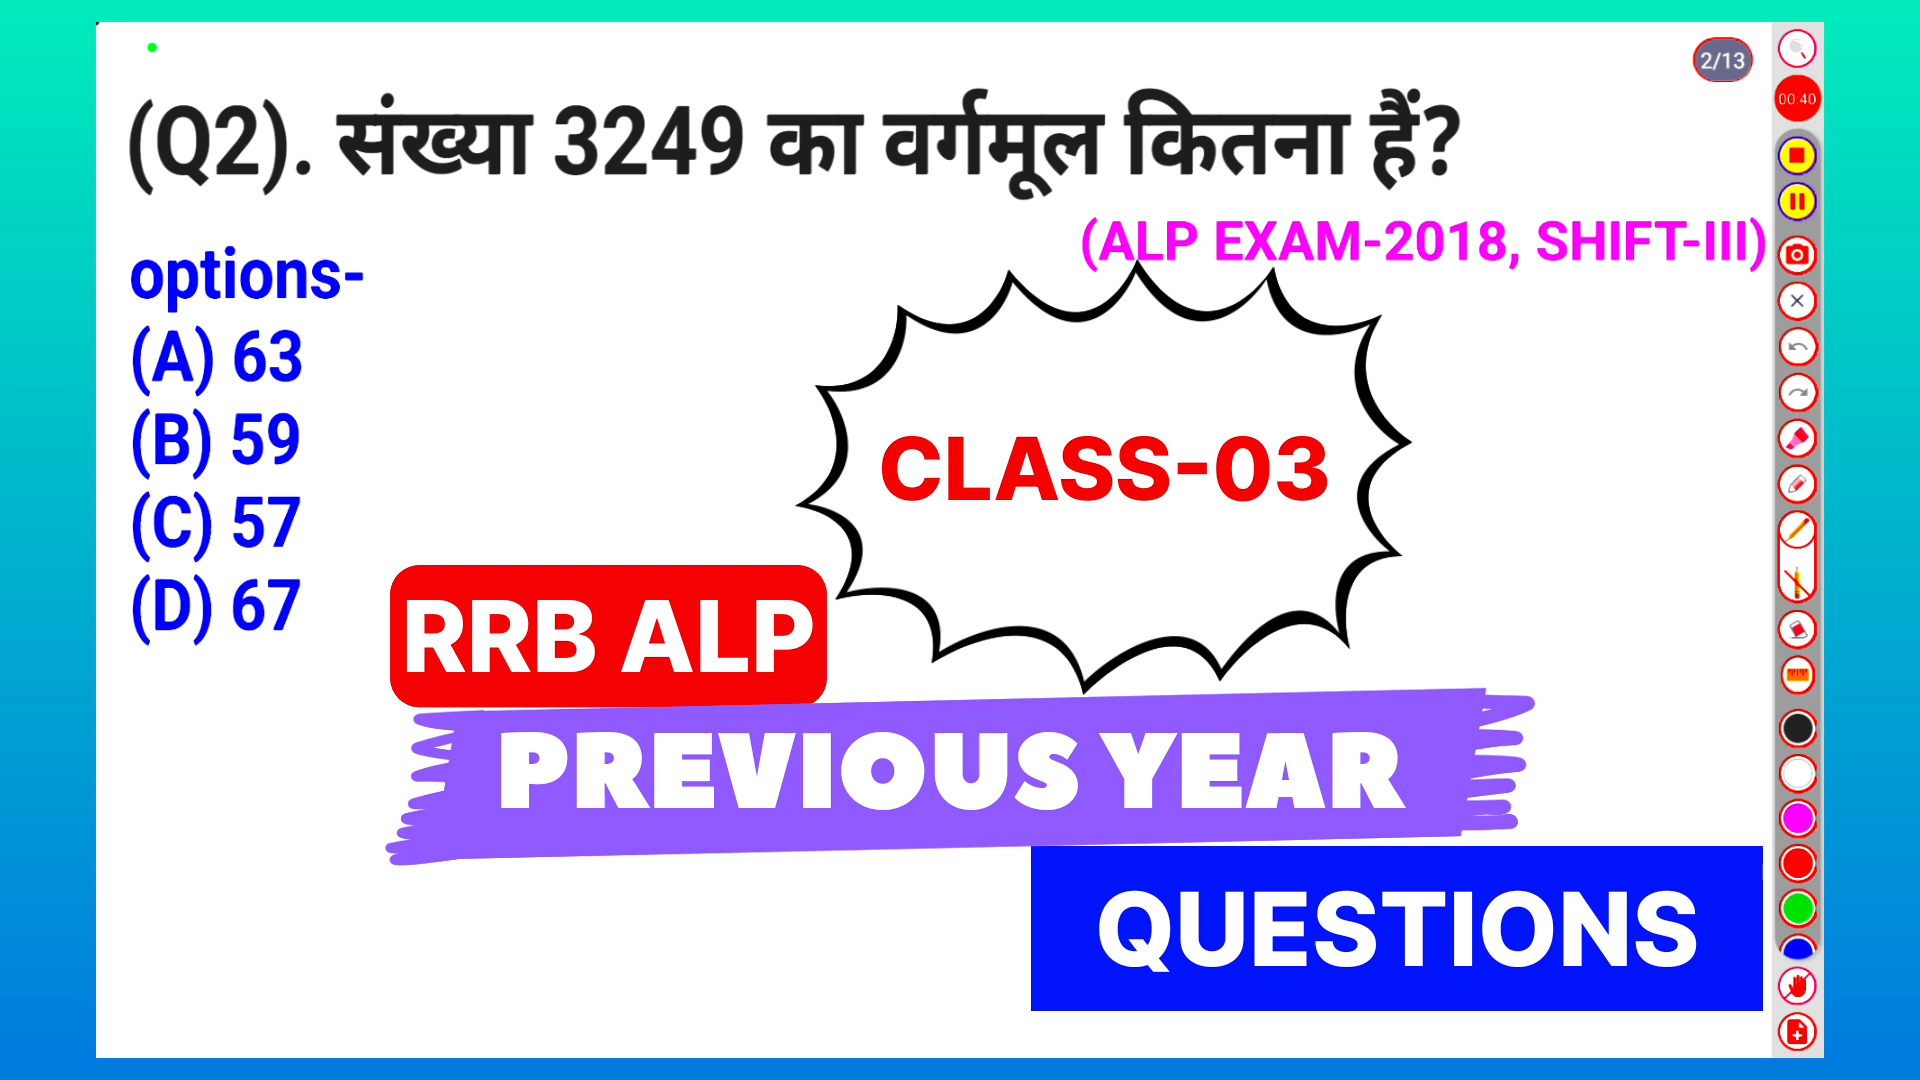 2/13
00:40
(Q2). संख्या 3249 का वर्गमूल कितना हैं?
(ALP EXAM-2018, SHIFT-III)
options-
(A) 63
(B) 59
(C) 57
(D) 67
CLASS-03
RRB ALP
PREVIOUS YEAR
QUESTIONS